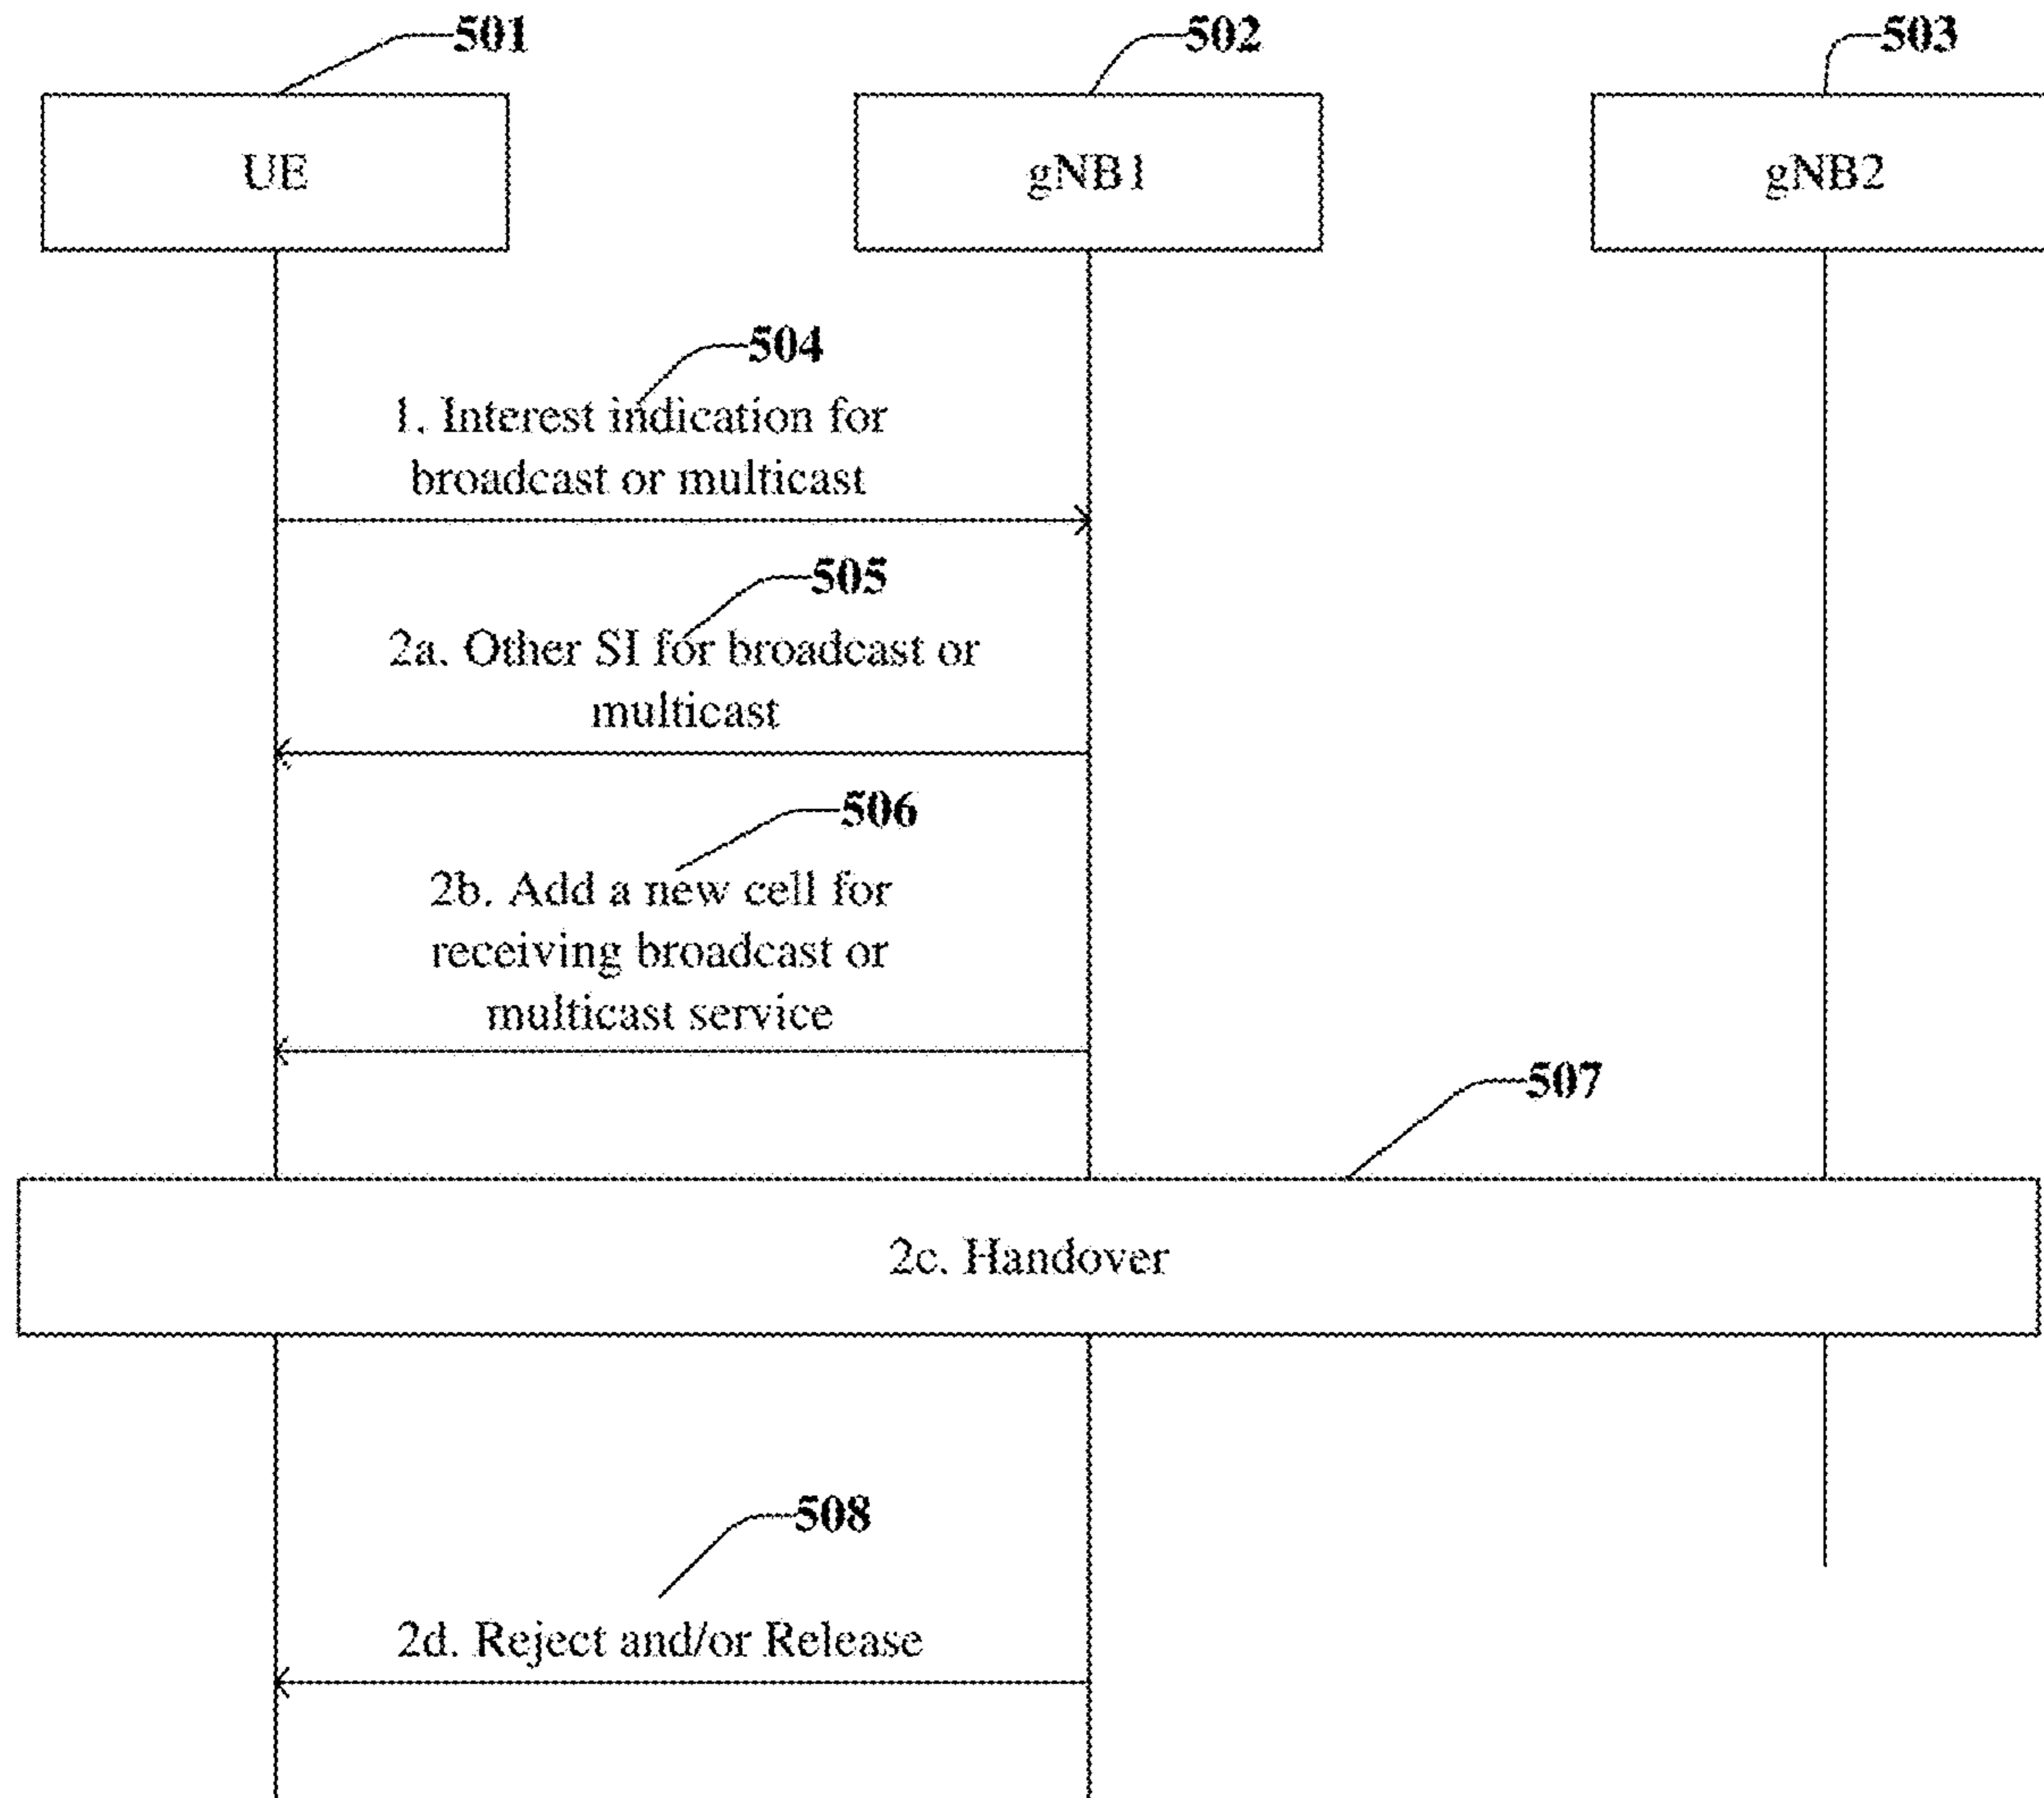 501
502
503
UE
gNB1
gNB2
504
1. Interest indication for
broadcast or multicast
505
2a. Other SI for broadcast or
multicast
506
2b. Add a new cell for
receiving broadcast or
multicast service
507
2c. Handover
508
2d. Reject and/or Release